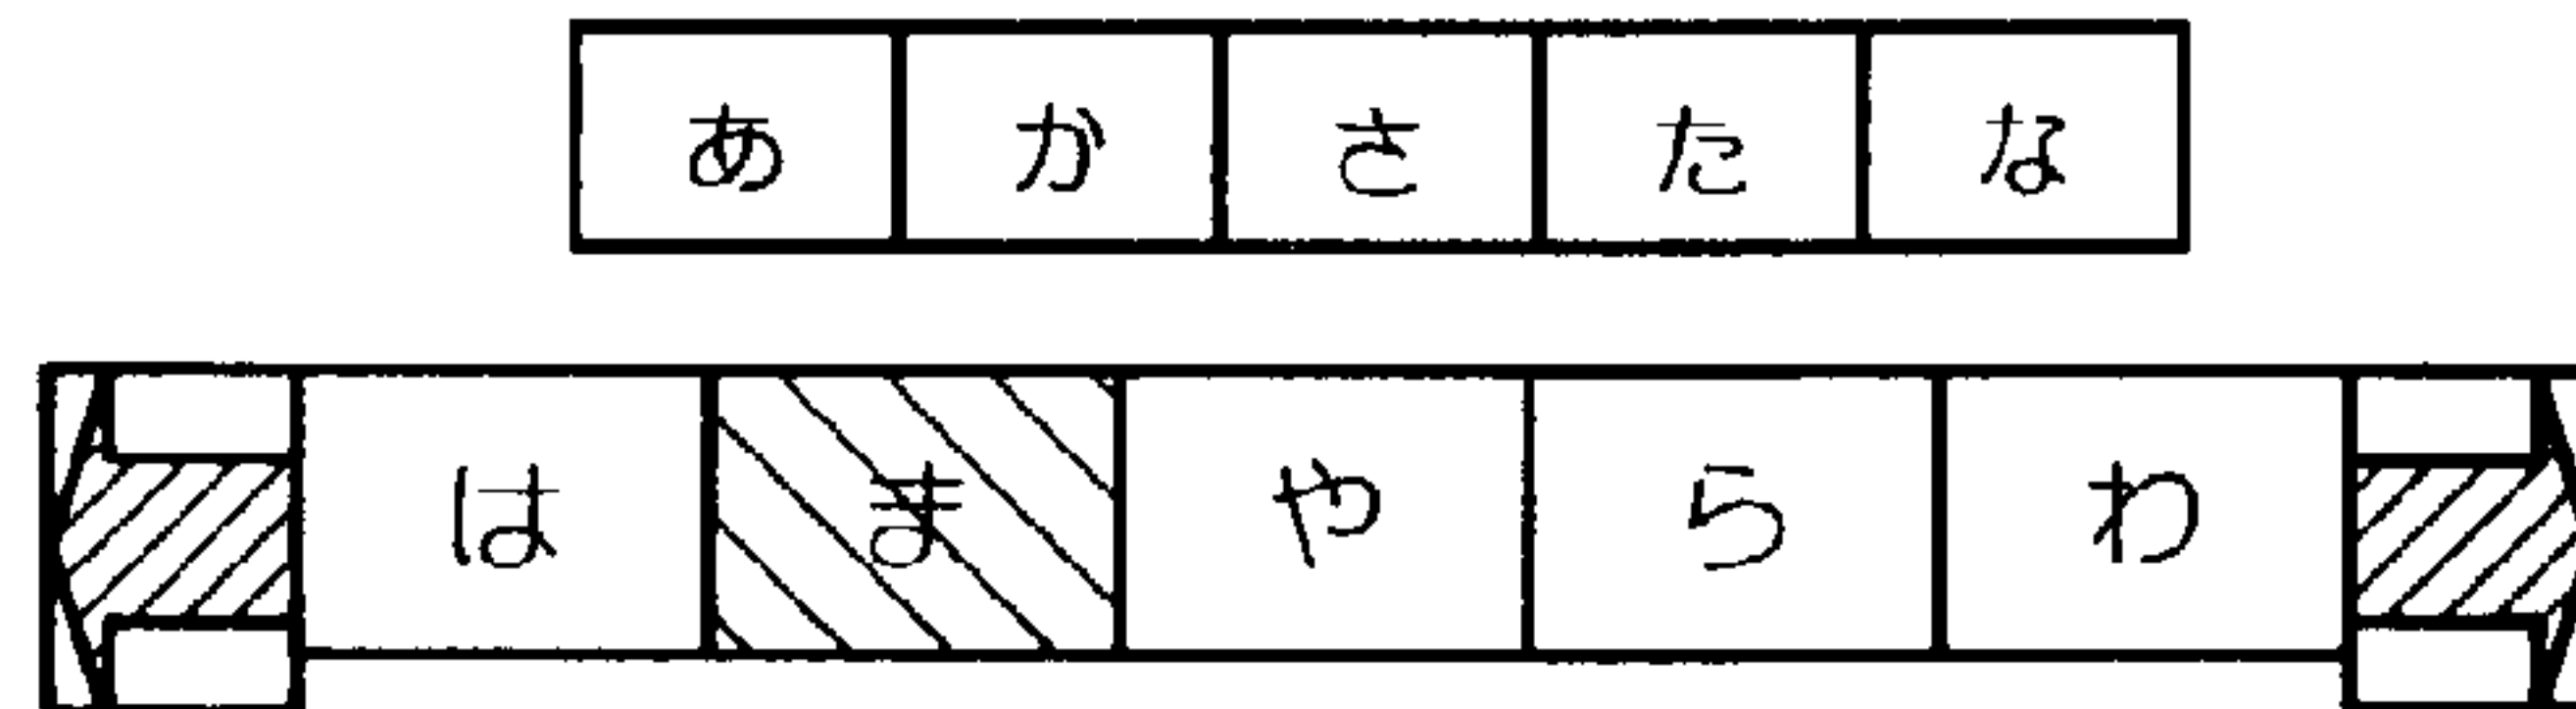 あ か さ た な
は ま や ら わ